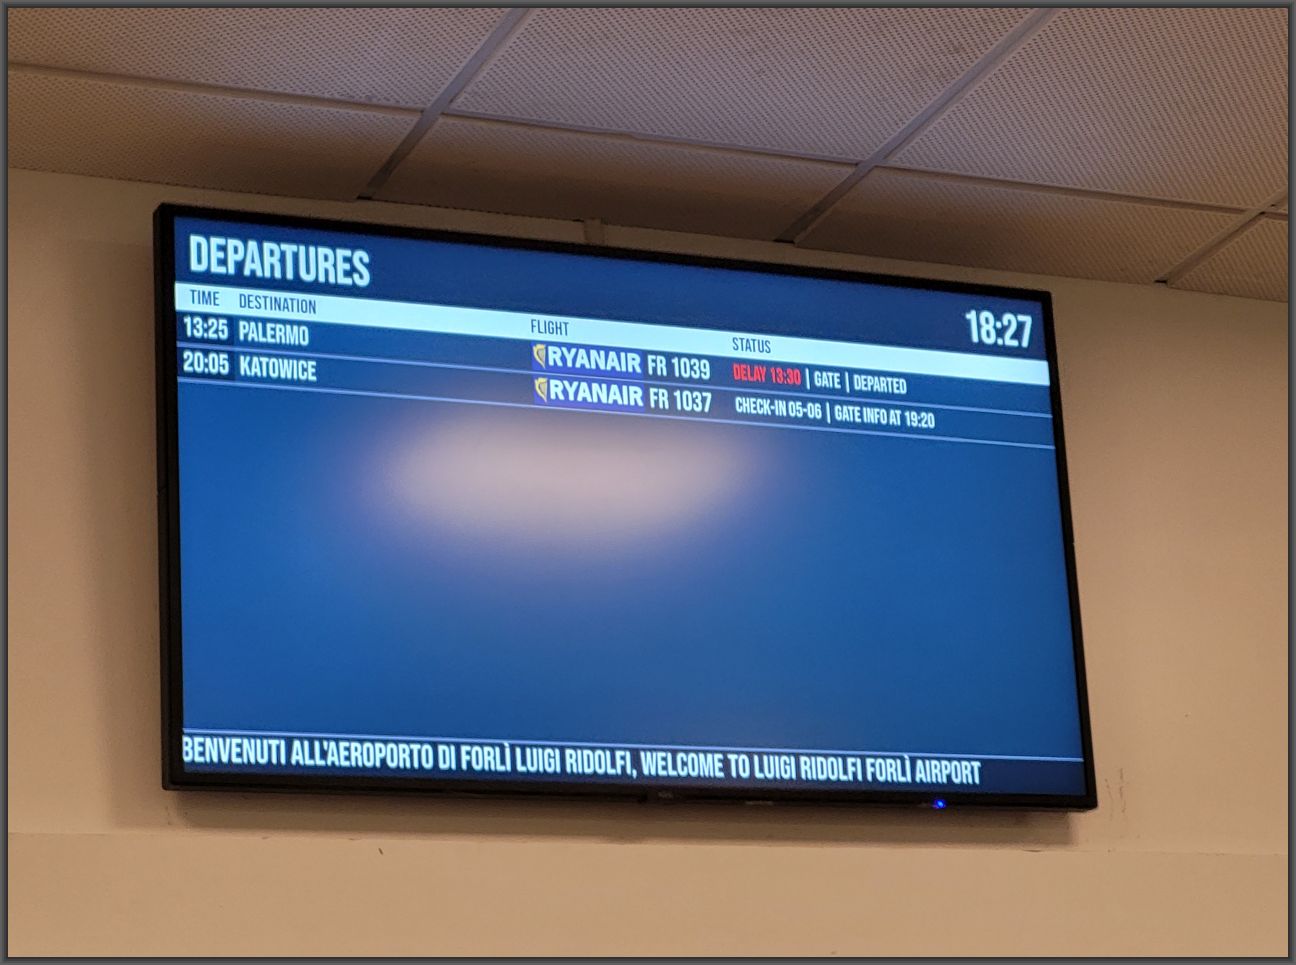 DEPARTURES
18:27
TIME DESTINATION FLIGHT STATUS
13:25 PALERMO RYANAIR FR 1039 DELAY 13:30 | GATE | DEPARTED
20:05 KATOWICE RYANAIR FR 1037 CHECK-IN 05-06 | GATE INFO AT 19:20
BENVENUTI ALL'AEROPORTO DI FORLÌ LUIGI RIDOLFI, WELCOME TO LUIGI RIDOLFI FORLÌ AIRPORT